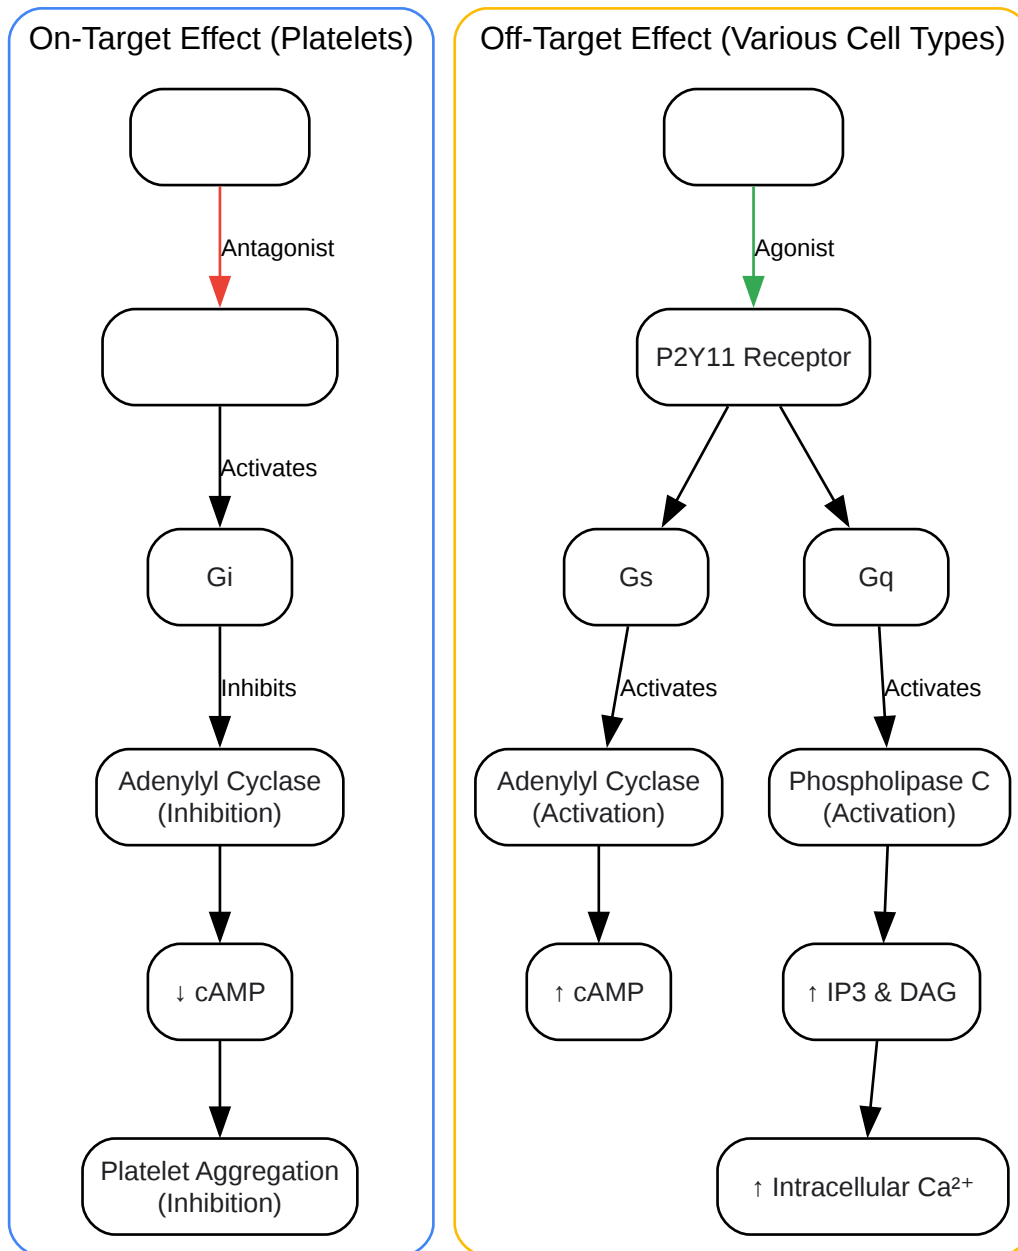 On-Target Effect (Platelets)
Antagonist
Activates
Gi
Inhibits
Adenylyl Cyclase
(Inhibition)
↓ cAMP
Platelet Aggregation
(Inhibition)
Off-Target Effect (Various Cell Types)
Agonist
P2Y11 Receptor
Gs
Gq
Activates
Activates
Adenylyl Cyclase
(Activation)
Phospholipase C
(Activation)
↑ cAMP
↑ IP3 & DAG
↑ Intracellular Ca²⁺